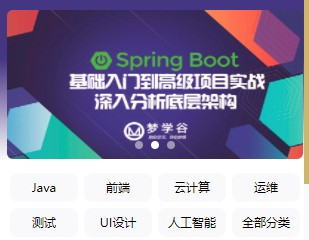 Spring Boot
基础入门到高级项目实战
深入分析底层架构
梦学谷
Java 前端 云计算 运维
测试 UI设计 人工智能 全部分类